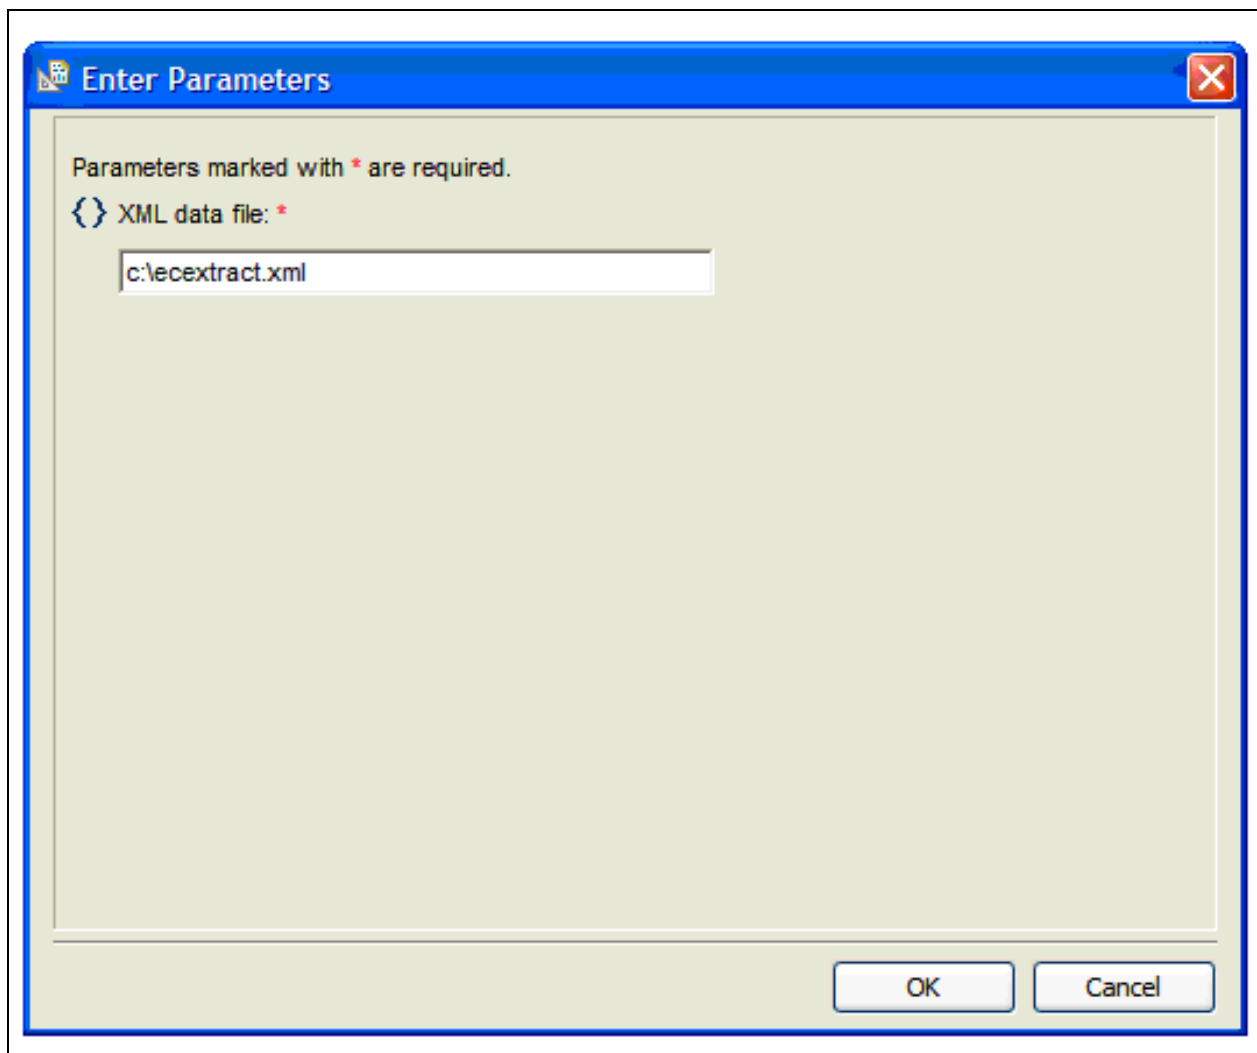 Enter Parameters
Parameters marked with * are required.
{} XML data file: *
c:\ecextract.xml
OK Cancel